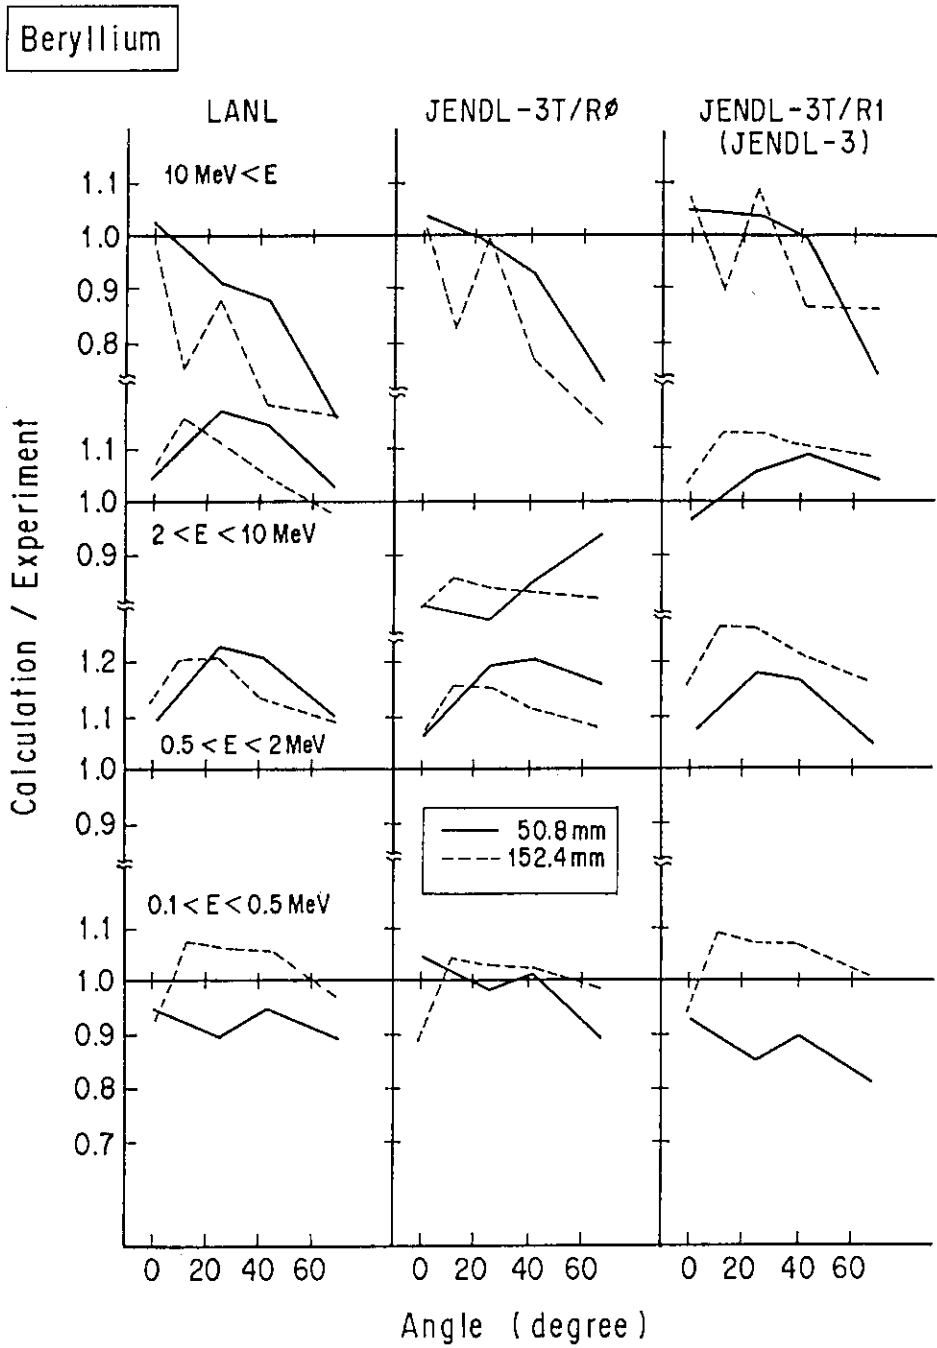 Beryllium
LANL
JENDL-3T/RØ
JENDL-3T/R1
(JENDL-3)
10 MeV < E
1.1
1.0
0.9
0.8
1.1
1.0
2 < E < 10 MeV
0.9
1.2
1.1
0.5 < E < 2 MeV
1.0
0.9
50.8 mm
152.4 mm
0.1 < E < 0.5 MeV
1.1
1.0
0.9
0.8
0.7
Calculation / Experiment
0 20 40 60 0 20 40 60 0 20 40 60
Angle (degree)